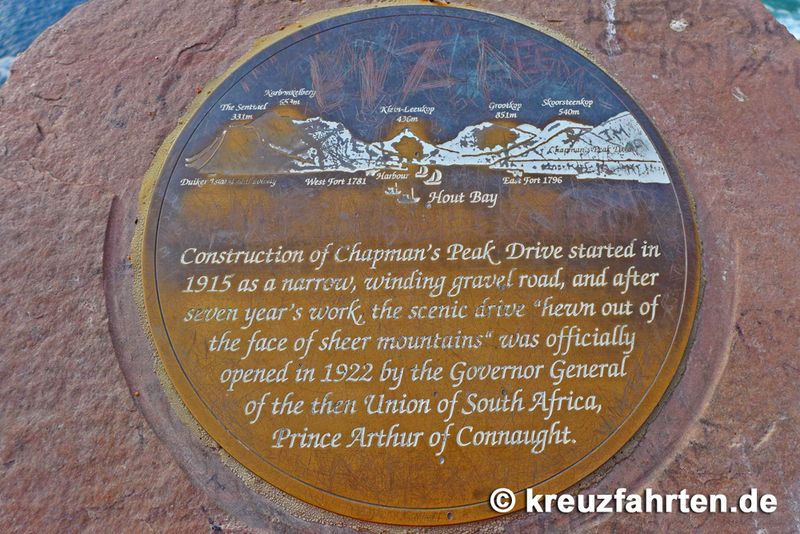 Karbonkelberg
653m
The Sentinel
331m
Klein-Leeukop
436m
Grootkop
851m
Skoorsteenkop
540m
Chapman's Peak Drive
Duiker Island
West Fort 1781
Harbour
East Fort 1796
Hout Bay
Construction of Chapman's Peak Drive started in
1915 as a narrow, winding gravel road, and after
seven year's work, the scenic drive "hewn out of
the face of sheer mountains" was officially
opened in 1922 by the Governor General
of the then Union of South Africa,
Prince Arthur of Connaught.
© kreuzfahrten.de